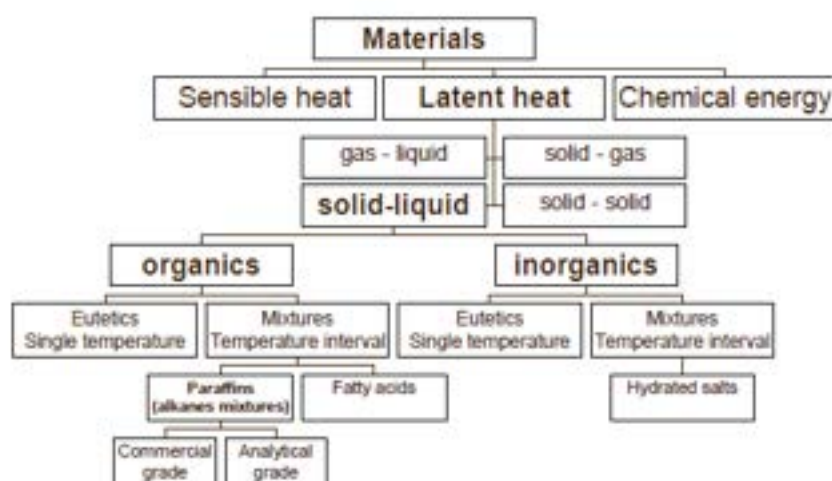 Materials
Sensible heat
Latent heat
Chemical energy
gas - liquid
solid - gas
solid-liquid
solid - solid
organics
inorganics
Eutetics
Single temperature
Mixtures
Temperature interval
Eutetics
Single temperature
Mixtures
Temperature interval
Paraffins
(alkanes mixtures)
Fatty acids
Hydrated salts
Commercial
grade
Analytical
grade